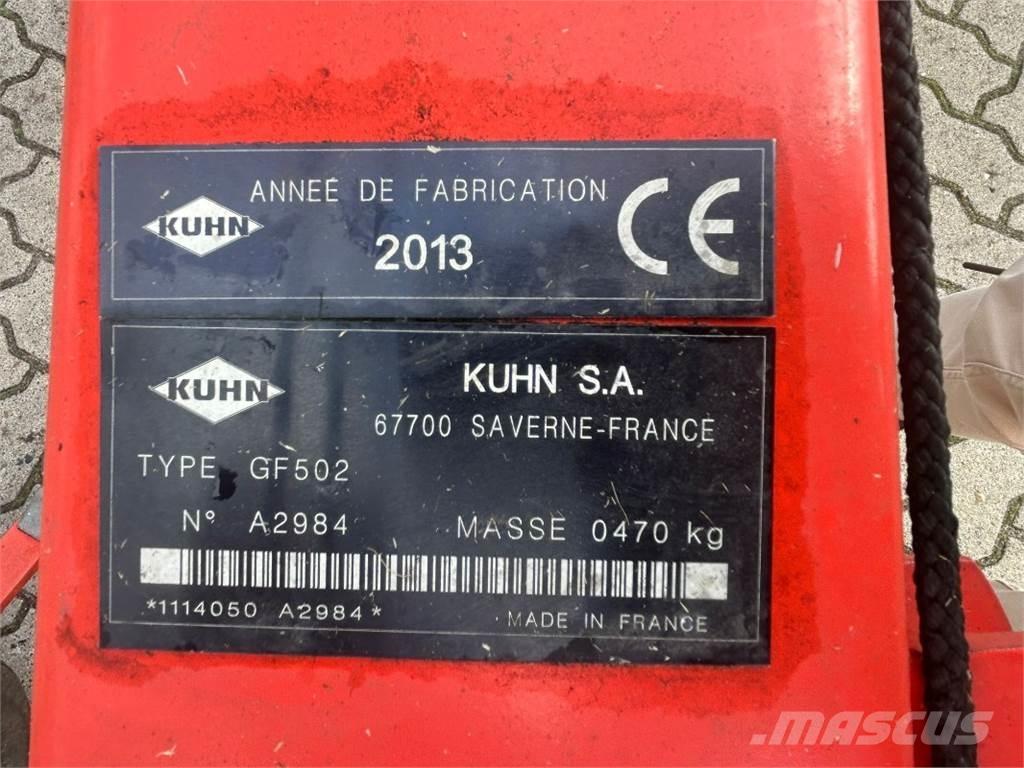 KUHN
ANNEE DE FABRICATION
2013
CE
KUHN
KUHN S.A.
67700 SAVERNE-FRANCE
TYPE GF502
N° A2984 MASSE 0470 kg
*1114050 A2984*
MADE IN FRANCE
MASCUS